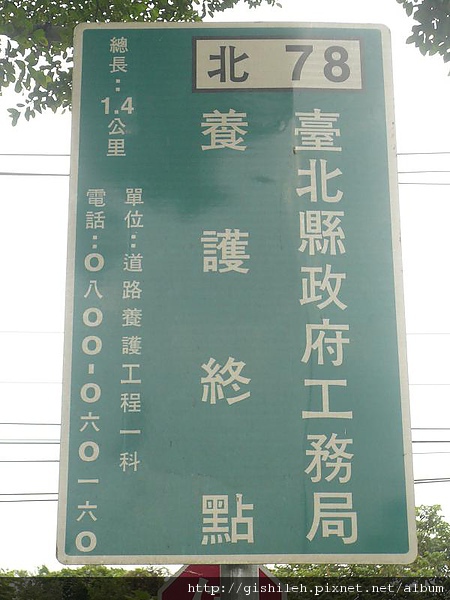 北 78
臺北縣政府工務局
養護終點
總長：1.4公里
單位：道路養護工程一科
電話：０八００-０六０一六０
http://gishileh.pixnet.net/album